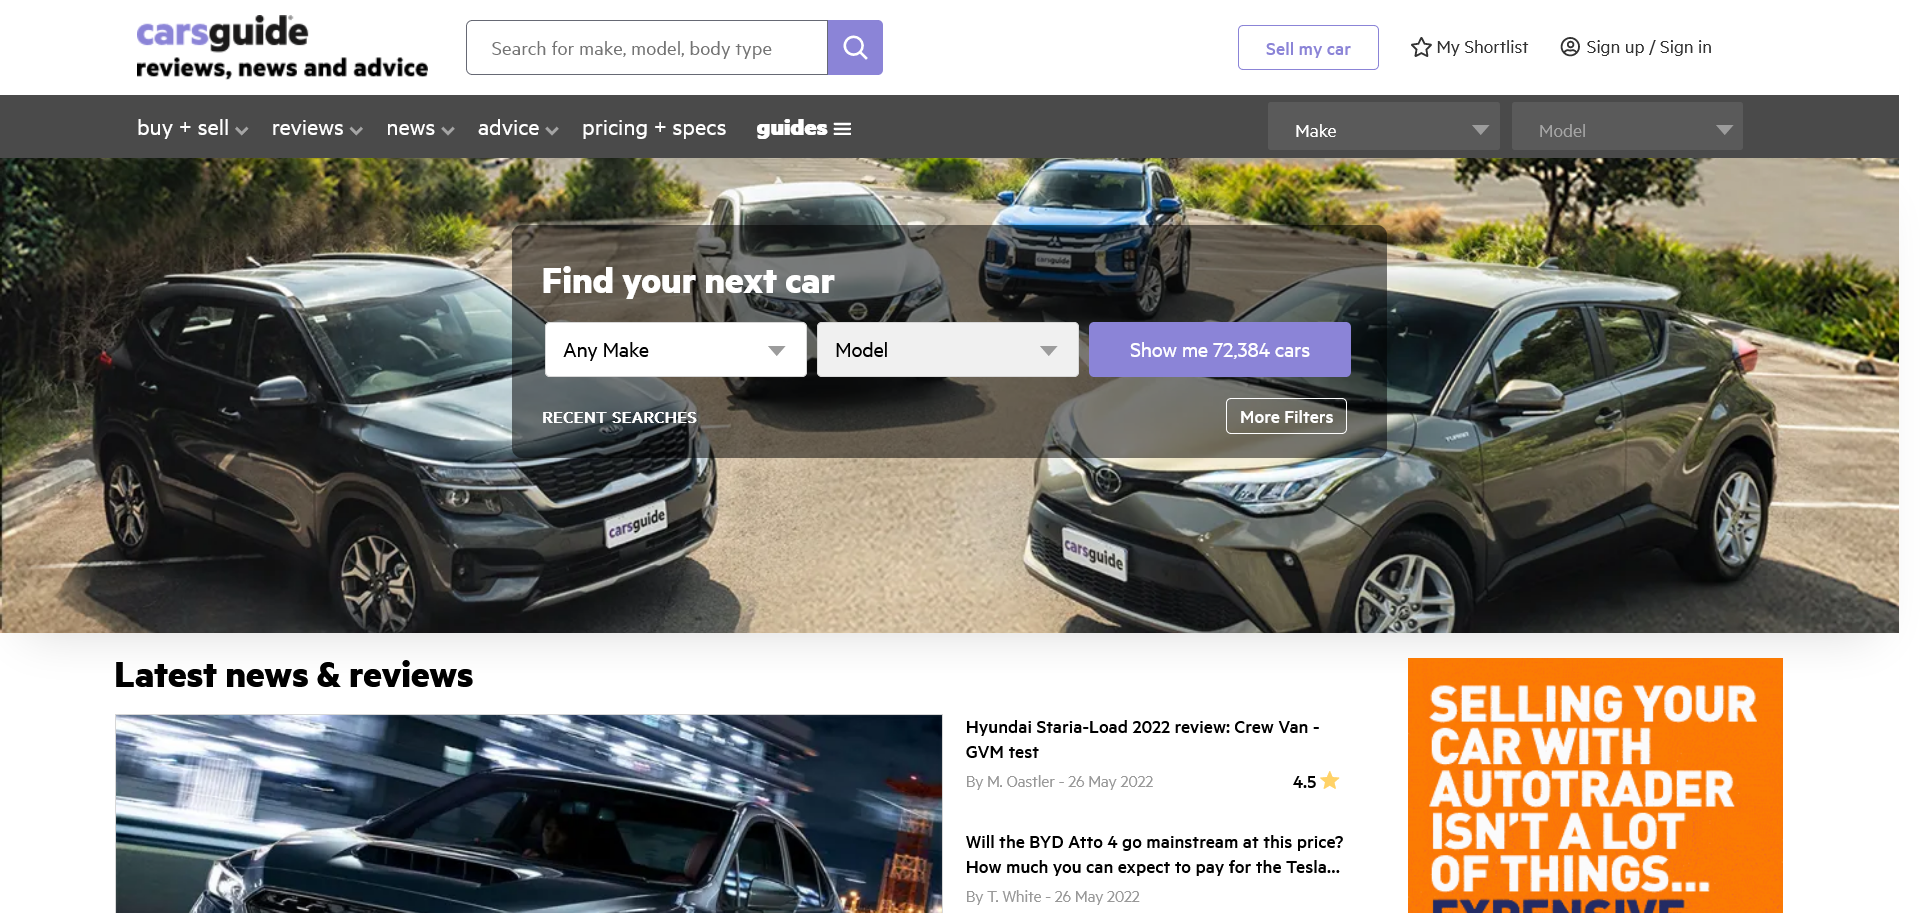 carsguide
reviews, news and advice
Search for make, model, body type
Sell my car
My Shortlist
Sign up / Sign in
buy + sell
reviews
news
advice
pricing + specs
guides
Make
Model
Find your next car
Any Make
Model
Show me 72,384 cars
RECENT SEARCHES
More Filters
carsguide
carsguide
carsguide
TURBO
Latest news & reviews
Hyundai Staria-Load 2022 review: Crew Van -
GVM test
By M. Oastler - 26 May 2022
4.5
Will the BYD Atto 4 go mainstream at this price?
How much you can expect to pay for the Tesla...
By T. White - 26 May 2022
SELLING YOUR
CAR WITH
AUTOTRADER
ISN'T A LOT
OF THINGS...
EXPENSIVE